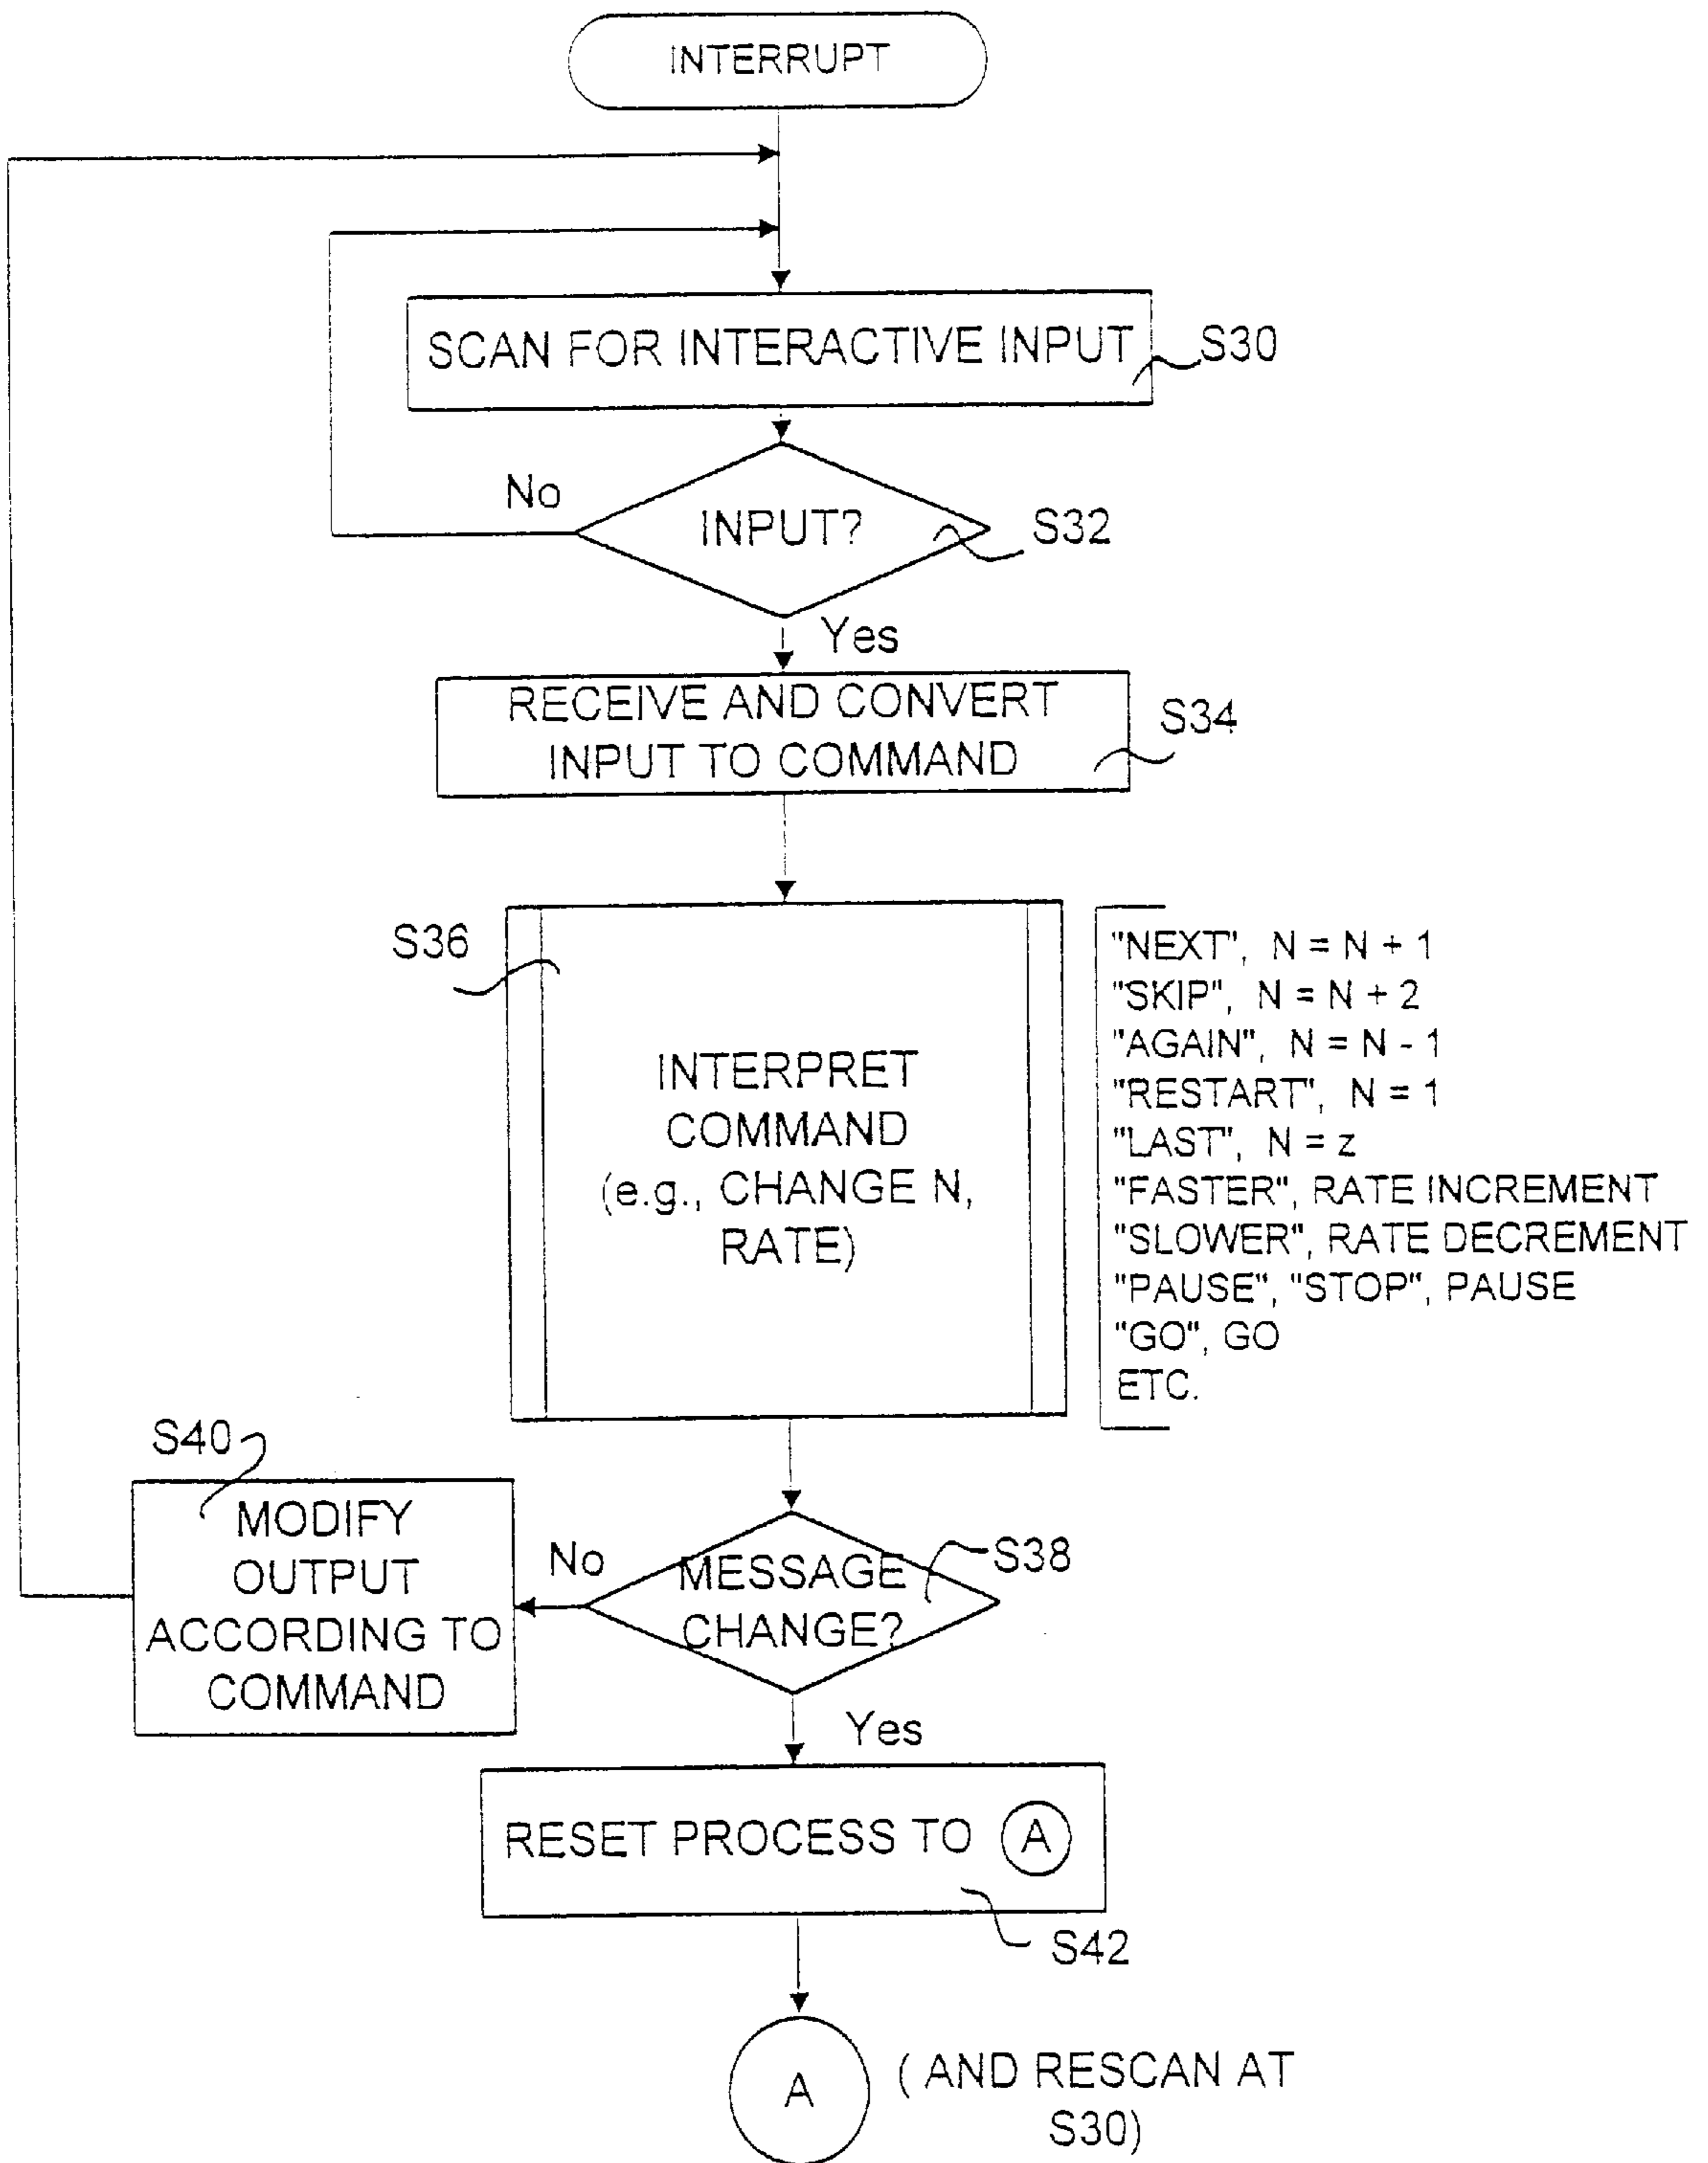 INTERRUPT
SCAN FOR INTERACTIVE INPUT
S30
No
INPUT?
S32
Yes
RECEIVE AND CONVERT
INPUT TO COMMAND
S34
S36
INTERPRET
COMMAND
(e.g., CHANGE N,
RATE)
"NEXT", N = N + 1
"SKIP", N = N + 2
"AGAIN", N = N - 1
"RESTART", N = 1
"LAST", N = z
"FASTER", RATE INCREMENT
"SLOWER", RATE DECREMENT
"PAUSE", "STOP", PAUSE
"GO", GO
ETC.
S40
MODIFY
OUTPUT
ACCORDING TO
COMMAND
No
MESSAGE
CHANGE?
S38
Yes
RESET PROCESS TO A
S42
A
( AND RESCAN AT
S30)